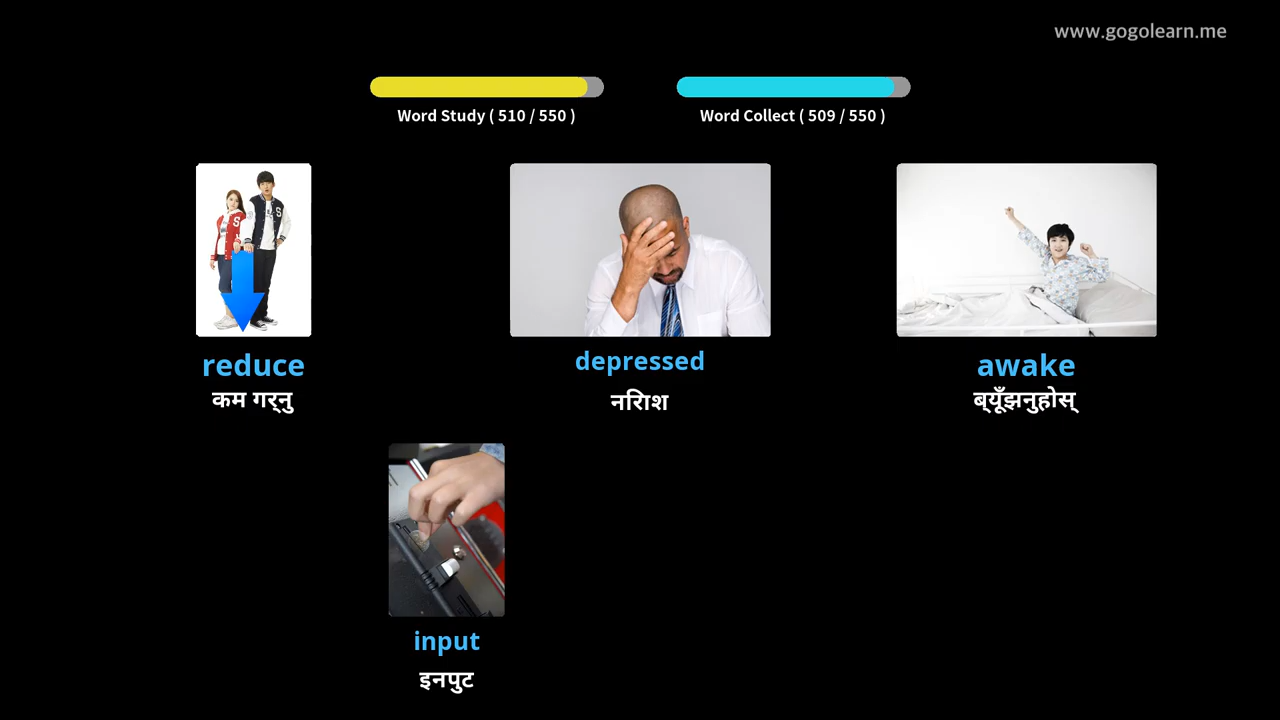 www.gogolearn.me
Word Study ( 510 / 550 )
Word Collect ( 509 / 550 )
reduce
कम गर्नु
depressed
निराश
awake
ब्यूँझनुहोस्
input
इनपुट